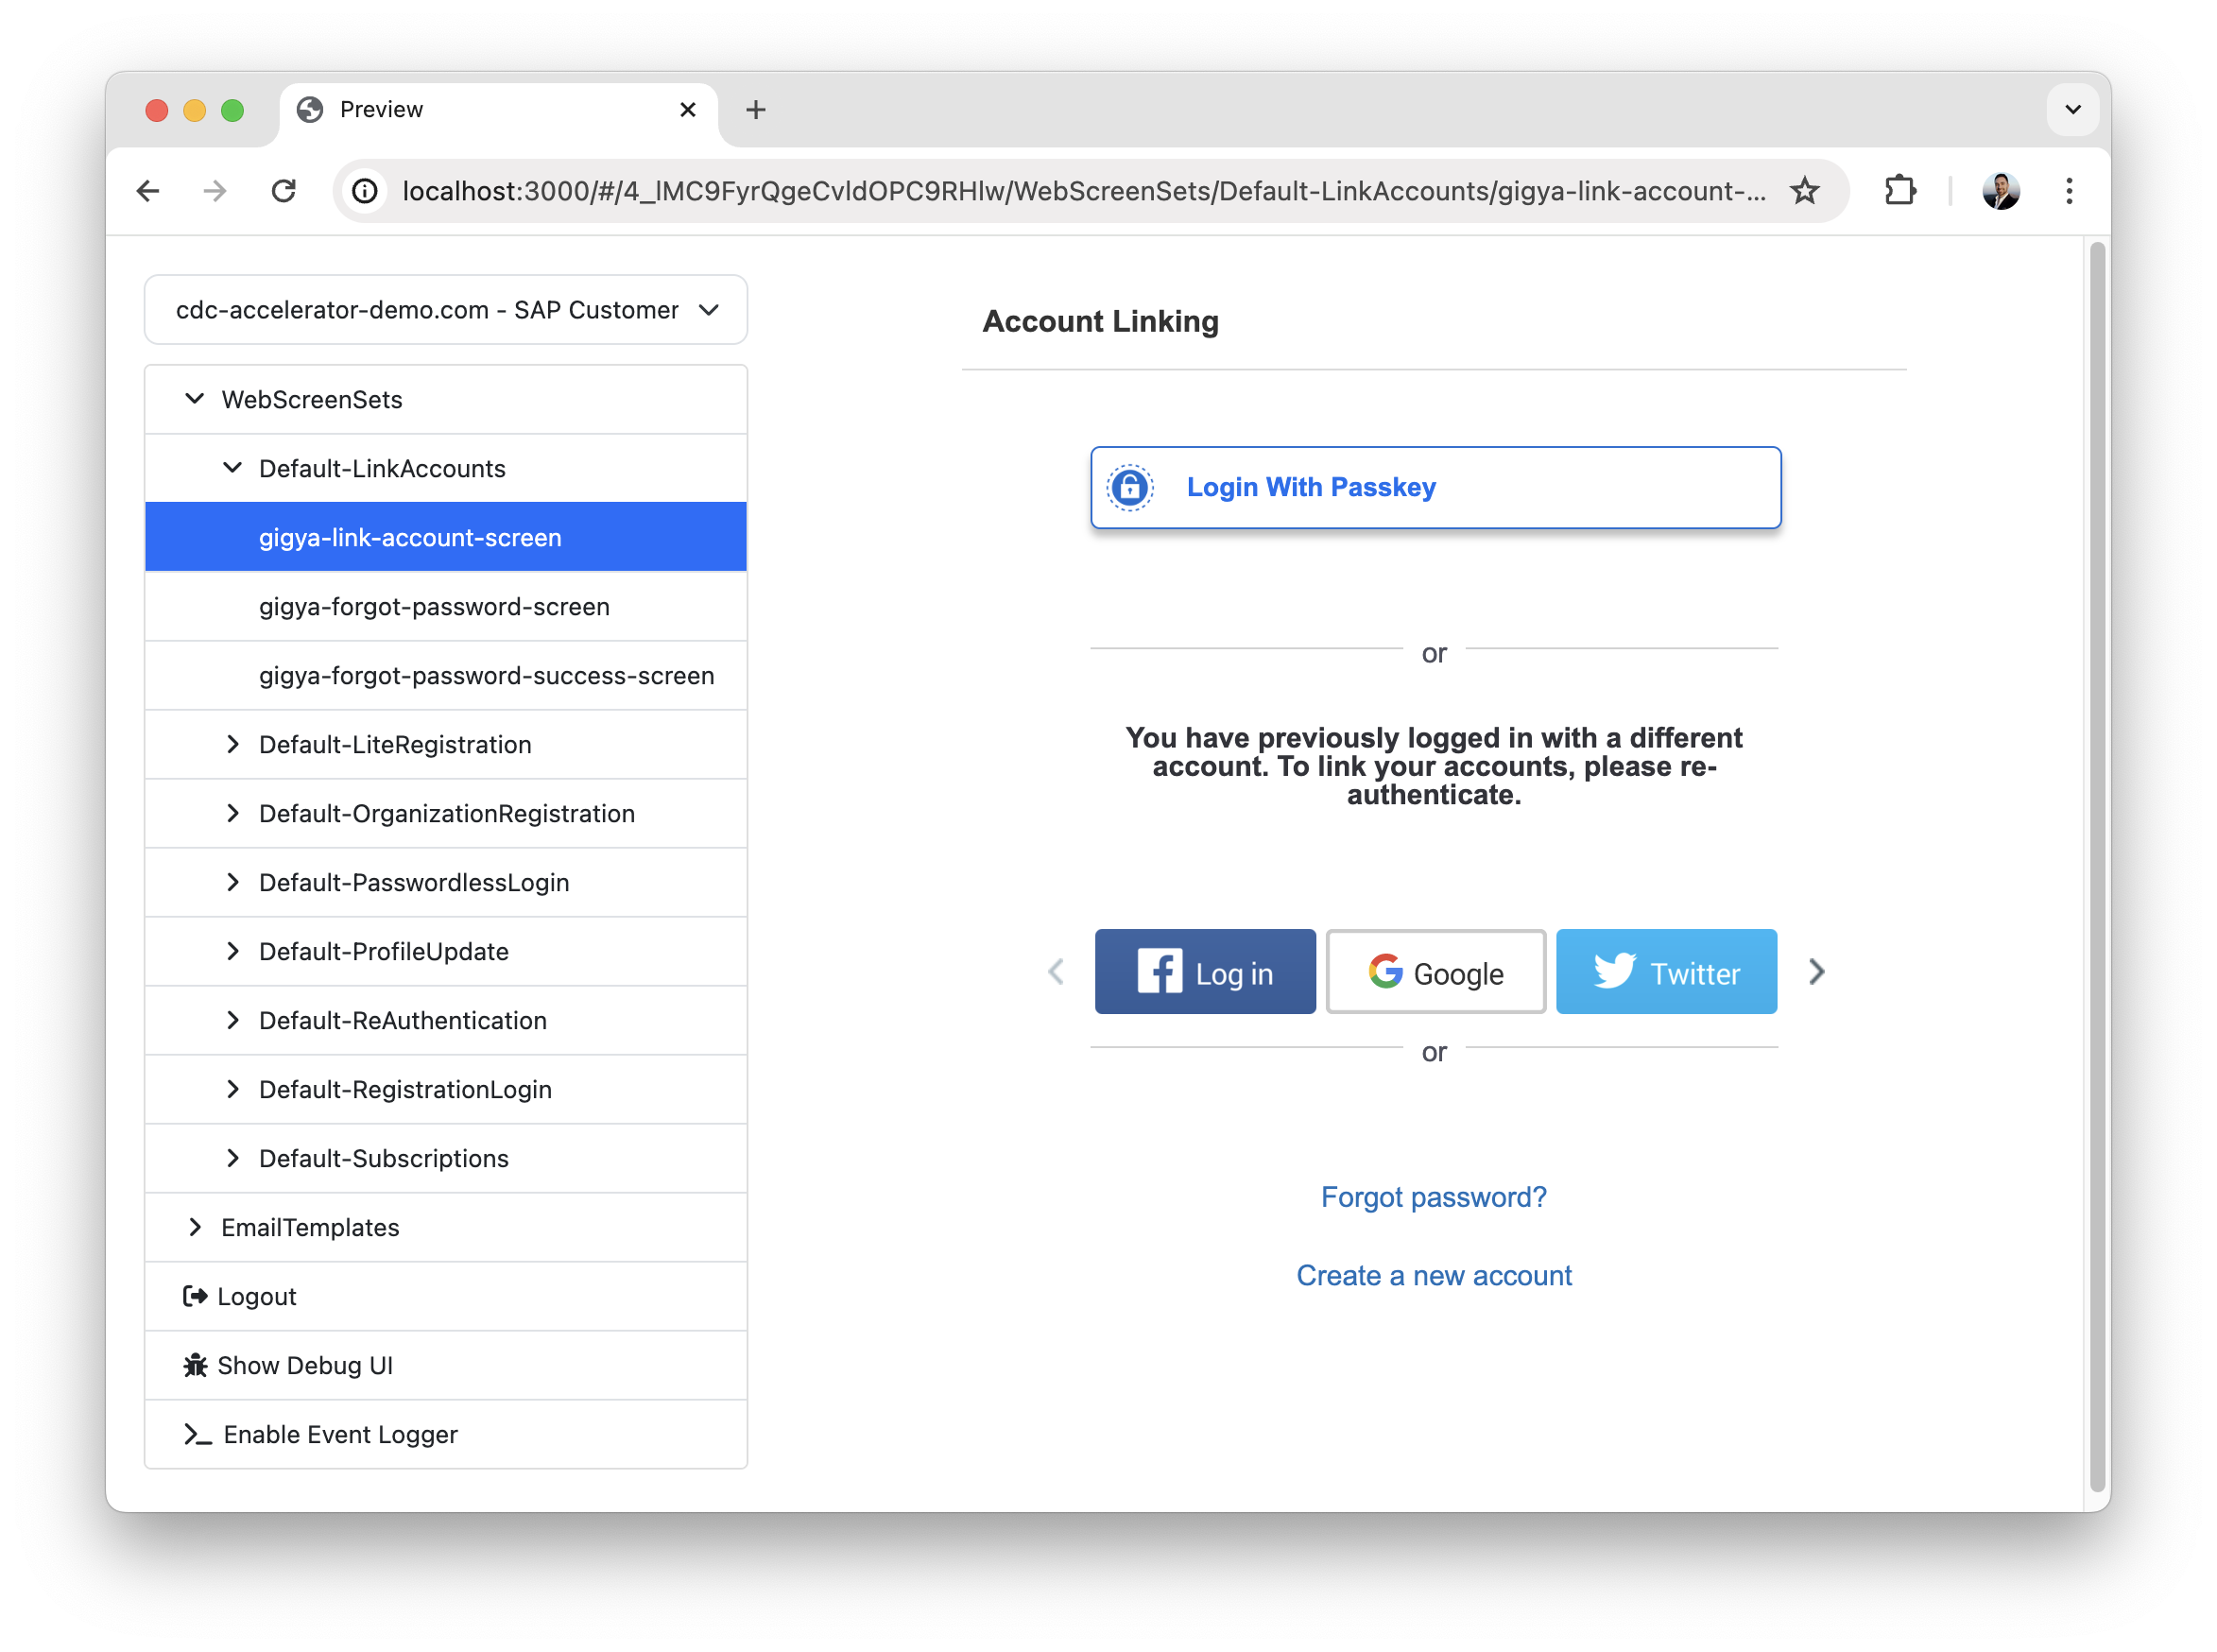 Preview
localhost:3000/#/4_IMC9FyrQgeCvldOPC9RHlw/WebScreenSets/Default-LinkAccounts/gigya-link-account-...
cdc-accelerator-demo.com - SAP Customer
WebScreenSets
Default-LinkAccounts
gigya-link-account-screen
gigya-forgot-password-screen
gigya-forgot-password-success-screen
Default-LiteRegistration
Default-OrganizationRegistration
Default-PasswordlessLogin
Default-ProfileUpdate
Default-ReAuthentication
Default-RegistrationLogin
Default-Subscriptions
EmailTemplates
Logout
Show Debug UI
Enable Event Logger
Account Linking
Login With Passkey
or
You have previously logged in with a different
account. To link your accounts, please re-
authenticate.
Log in
Google
Twitter
or
Forgot password?
Create a new account